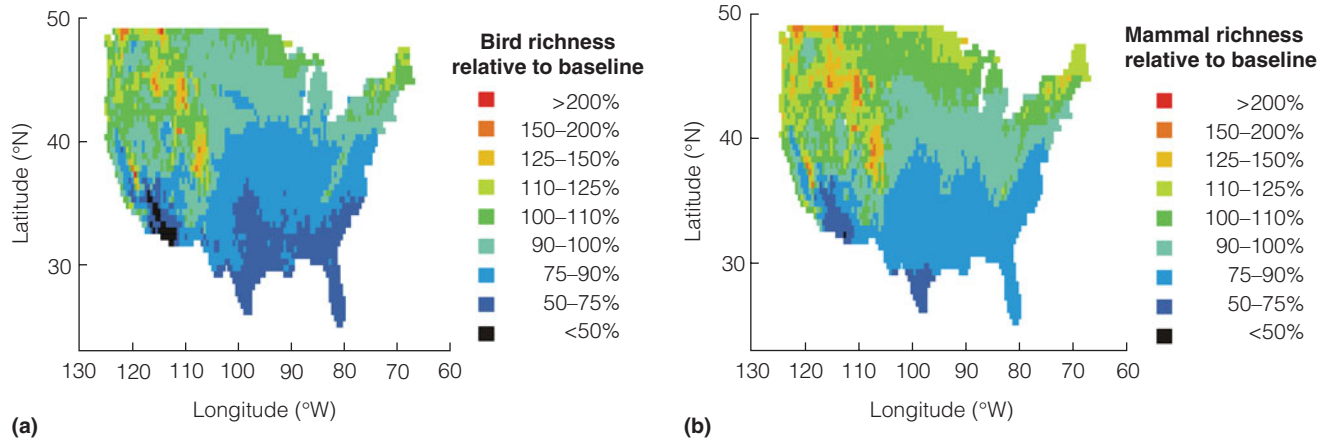 50
40
30
Latitude (°N)
130 120 110 100 90 80 70 60
Longitude (°W)
(a)
Bird richness
relative to baseline
>200%
150–200%
125–150%
110–125%
100–110%
90–100%
75–90%
50–75%
<50%
50
40
30
Latitude (°N)
130 120 110 100 90 80 70 60
Longitude (°W)
(b)
Mammal richness
relative to baseline
>200%
150–200%
125–150%
110–125%
100–110%
90–100%
75–90%
50–75%
<50%